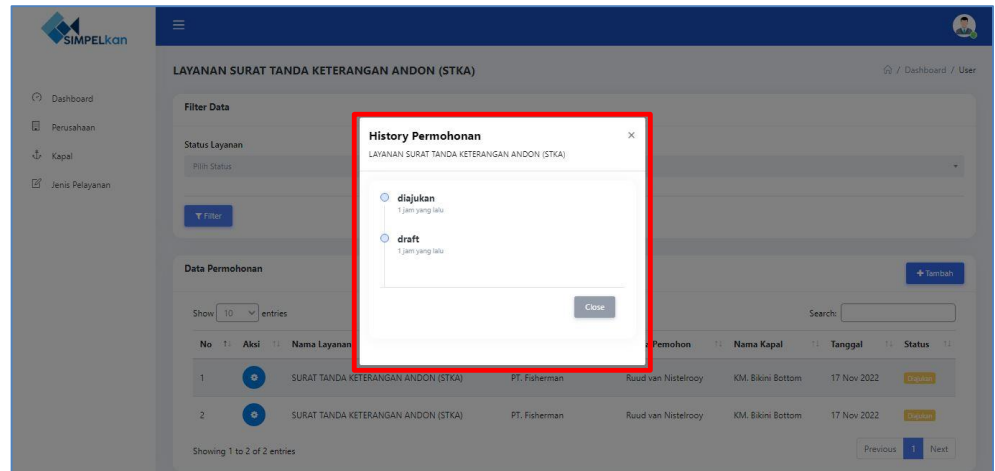 SIMPELkan
LAYANAN SURAT TANDA KETERANGAN ANDON (STKA)
/ Dashboard / User
Dashboard
Perusahaan
Kapal
Jenis Pelayanan
Filter Data
Status Layanan
Pilih Status
Filter
History Permohonan
×
LAYANAN SURAT TANDA KETERANGAN ANDON (STKA)
diajukan
1 jam yang lalu
draft
1 jam yang lalu
Close
Data Permohonan
+ Tambah
Show 10 entries
Search:
No Aksi Nama Layanan Pemohon Nama Kapal Tanggal Status
1 SURAT TANDA KETERANGAN ANDON (STKA) PT. Fisherman Ruud van Nistelrooy KM. Bikini Bottom 17 Nov 2022 Diajukan
2 SURAT TANDA KETERANGAN ANDON (STKA) PT. Fisherman Ruud van Nistelrooy KM. Bikini Bottom 17 Nov 2022 Diajukan
Showing 1 to 2 of 2 entries
Previous 1 Next